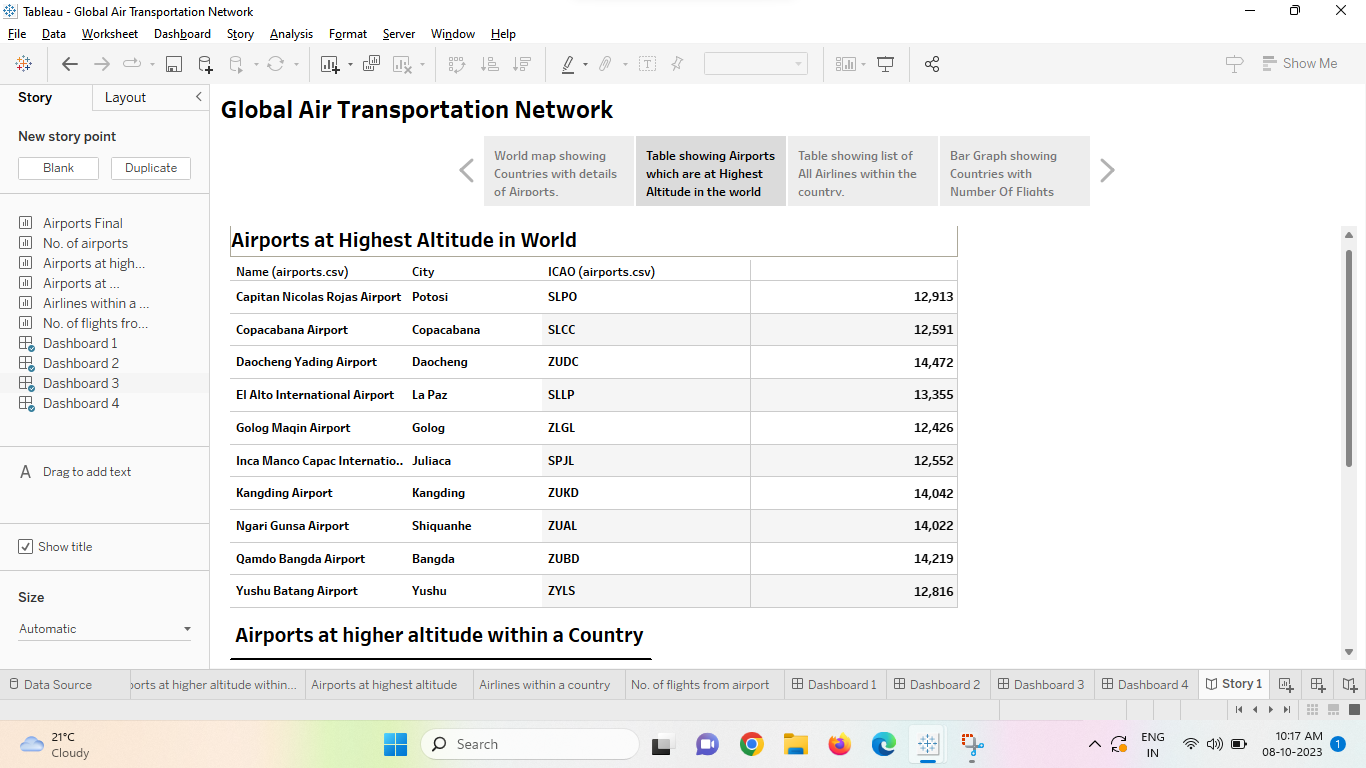 Tableau - Global Air Transportation Network
File Data Worksheet Dashboard Story Analysis Format Server Window Help
Show Me
Story Layout
New story point
Blank Duplicate
Airports Final
No. of airports
Airports at high...
Airports at ...
Airlines within a ...
No. of flights fro...
Dashboard 1
Dashboard 2
Dashboard 3
Dashboard 4
A Drag to add text
Show title
Size
Automatic
Global Air Transportation Network
World map showing
Countries with details
of Airports.
Table showing Airports
which are at Highest
Altitude in the world
Table showing list of
All Airlines within the
country.
Bar Graph showing
Countries with
Number Of Flights
Airports at Highest Altitude in World
Name (airports.csv) City ICAO (airports.csv)
Capitan Nicolas Rojas Airport Potosi SLPO 12,913
Copacabana Airport Copacabana SLCC 12,591
Daocheng Yading Airport Daocheng ZUDC 14,472
El Alto International Airport La Paz SLLP 13,355
Golog Maqin Airport Golog ZLGL 12,426
Inca Manco Capac Internatio.. Juliaca SPJL 12,552
Kangding Airport Kangding ZUKD 14,042
Ngari Gunsa Airport Shiquanhe ZUAL 14,022
Qamdo Bangda Airport Bangda ZUBD 14,219
Yushu Batang Airport Yushu ZYLS 12,816
Airports at higher altitude within a Country
Data Source ports at higher altitude within... Airports at highest altitude Airlines within a country No. of flights from airport Dashboard 1 Dashboard 2 Dashboard 3 Dashboard 4 Story 1
21°C
Cloudy
Search
ENG
IN
10:17 AM
08-10-2023
1